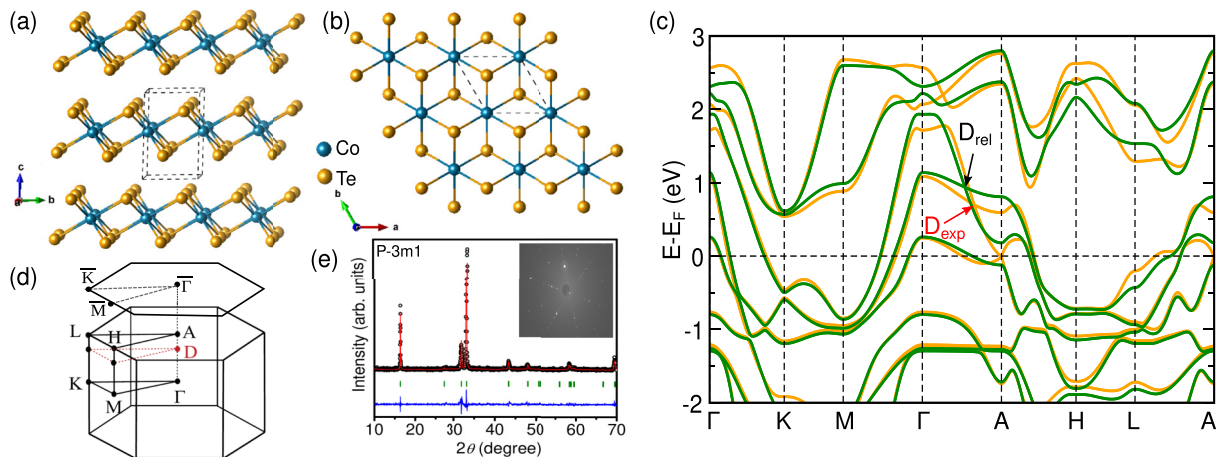 (a)
c
a
b
(b)
Co
Te
b
c
a
(c)
E-E_F (eV)
3
2
1
0
-1
-2
D_rel
D_exp
Γ K M Γ A H L A
(d)
K̅ Γ̅
M̅
L H A
D
K
M Γ
(e)
P-3m1
Intensity (arb. units)
10 20 30 40 50 60 70
2θ (degree)